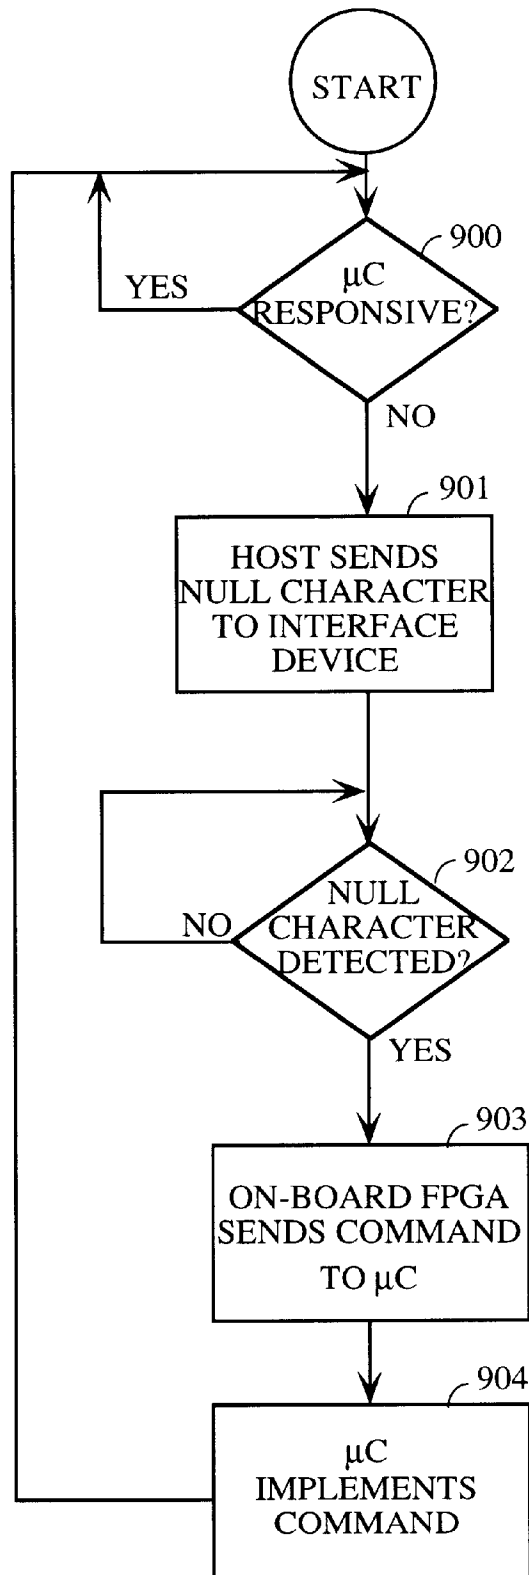 START
900
µC
RESPONSIVE?
YES
NO
901
HOST SENDS
NULL CHARACTER
TO INTERFACE
DEVICE
902
NULL
CHARACTER
DETECTED?
NO
YES
903
ON-BOARD FPGA
SENDS COMMAND
TO µC
904
µC
IMPLEMENTS
COMMAND